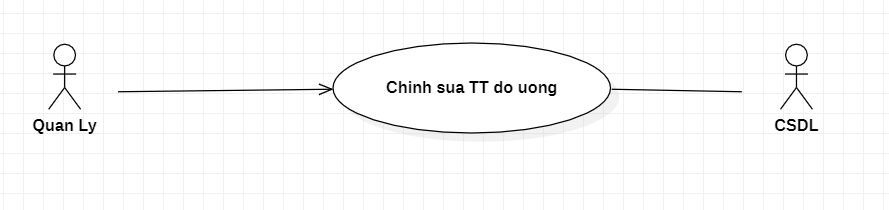 Chinh sua TT do uong
Quan Ly
CSDL